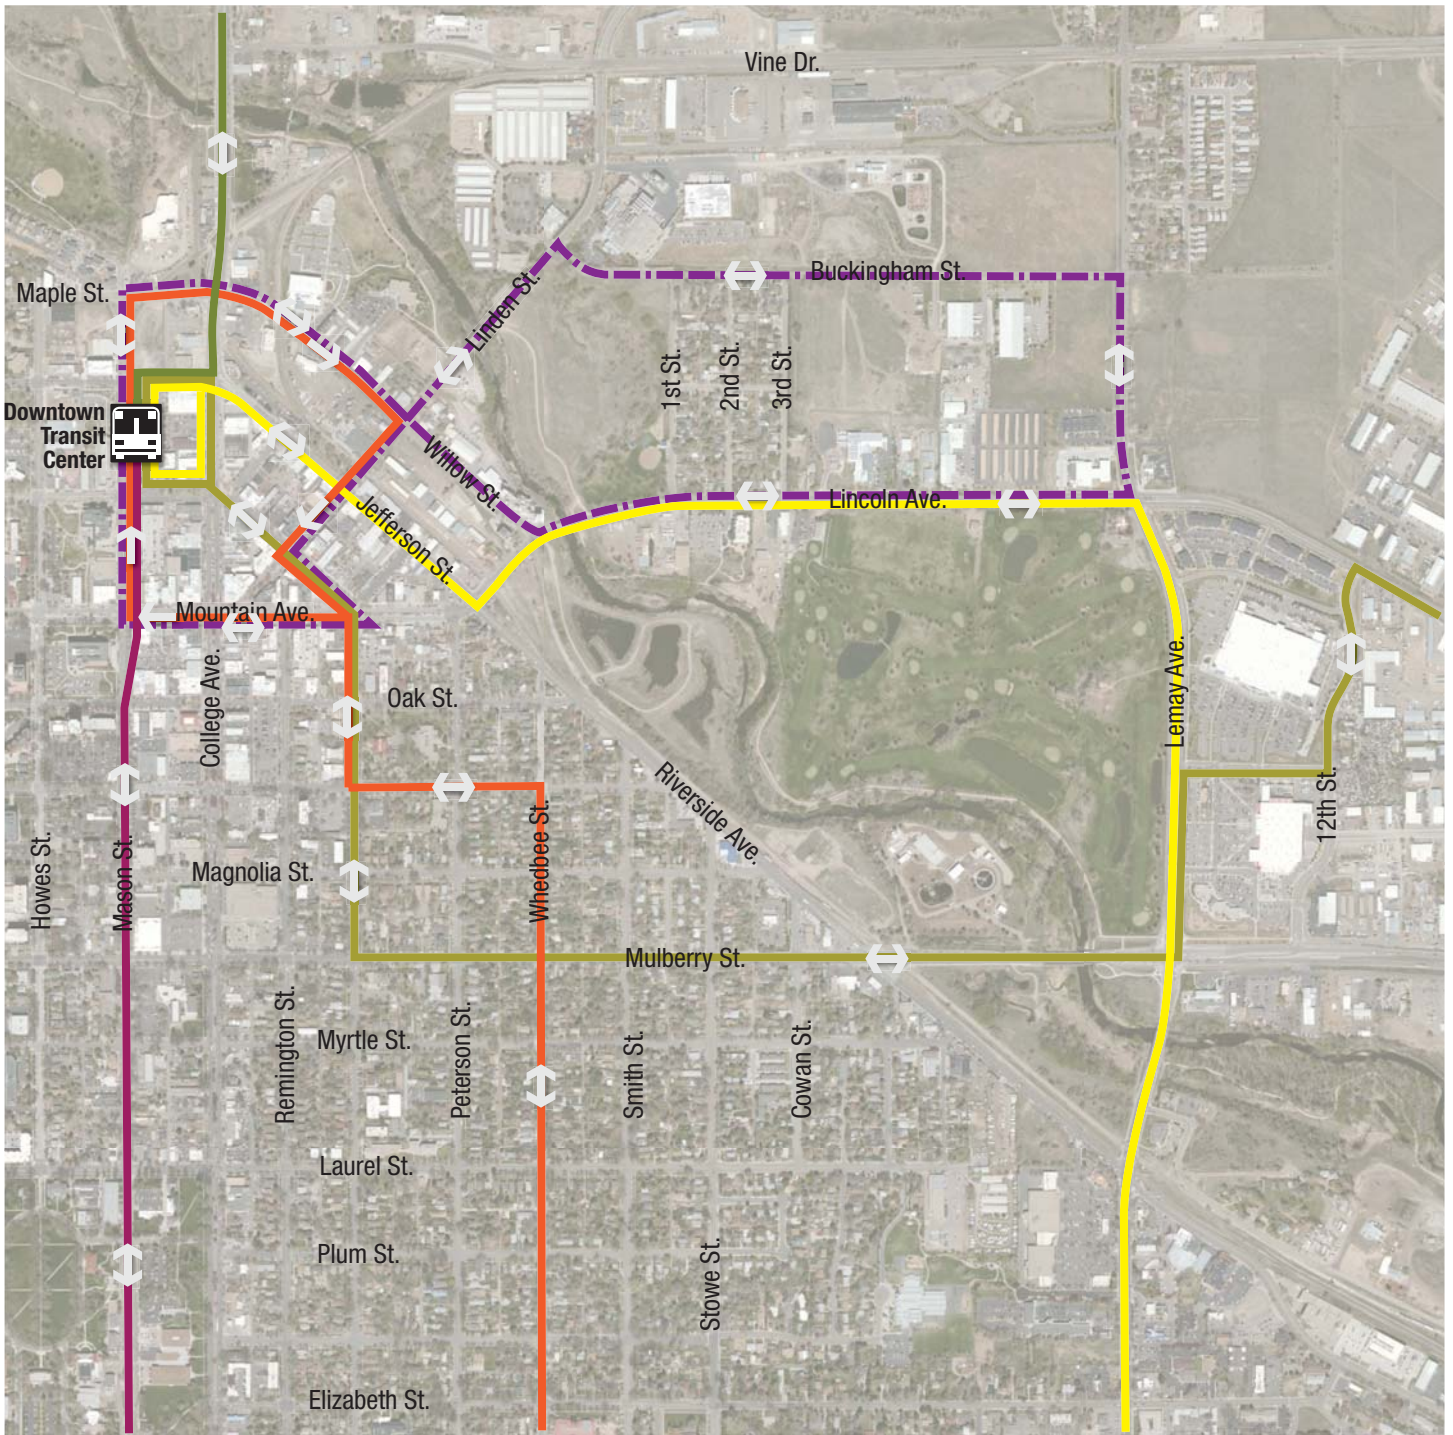 Vine Dr.
Maple St.
Linden St.
Buckingham St.
1st St.
2nd St.
3rd St.
Downtown
Transit
Center
Willow St.
Jefferson St.
Lincoln Ave.
Mountain Ave.
College Ave.
Oak St.
Lemay Ave.
Riverside Ave.
12th St.
Howes St.
Mason St.
Magnolia St.
Whedbee St.
Mulberry St.
Remington St.
Myrtle St.
Peterson St.
Smith St.
Cowan St.
Laurel St.
Plum St.
Stowe St.
Elizabeth St.